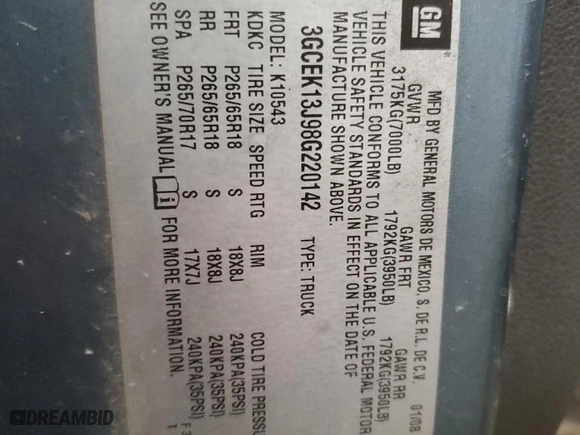 GM
MFD BY GENERAL MOTORS DE MEXICO, S. DE R.L. DE C.V. 01/08
GVWR GAWR FRT GAWR RR
3175KG(7000LB) 1792KG(3950LB) 1792KG(3950LB)
THIS VEHICLE CONFORMS TO ALL APPLICABLE U.S. FEDERAL MOTOR
VEHICLE SAFETY STANDARDS IN EFFECT ON THE DATE OF
MANUFACTURE SHOWN ABOVE.
3GCEK13J98G220142 TYPE: TRUCK
MODEL: K10543
KDKC TIRE SIZE SPEED RTG RIM COLD TIRE PRESSU
FRT P265/65R18 S 18X8J 240KPA(35PSI)
RR P265/65R18 S 18X8J 240KPA(35PSI)
SPA P265/70R17 S 17X7J 240KPA(35PSI)
SEE OWNER'S MANUAL FOR MORE INFORMATION.
DREAMBID